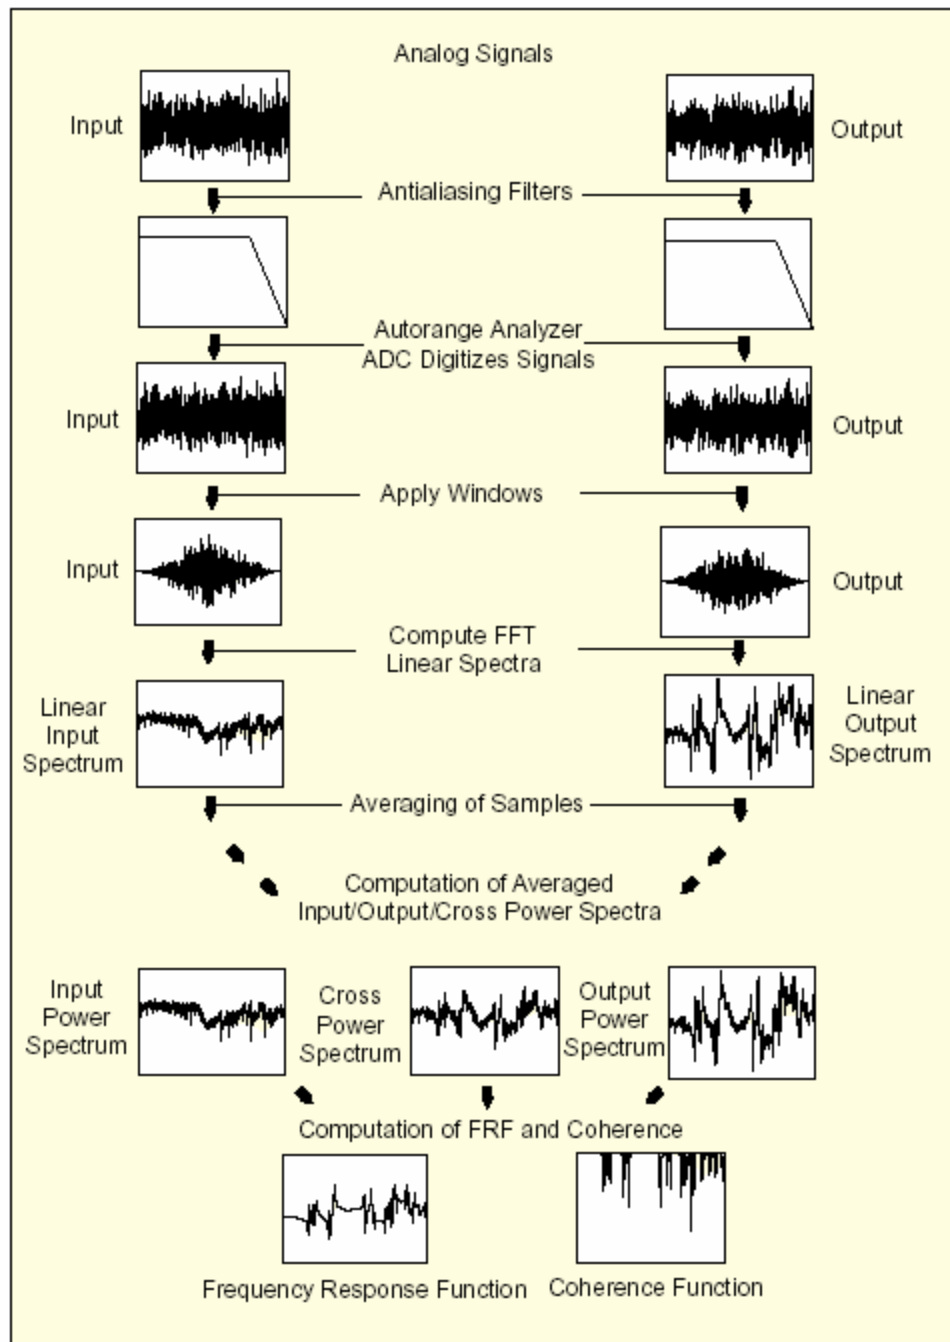 Analog Signals
Input
Output
Antialiasing Filters
Autorange Analyzer
ADC Digitizes Signals
Input
Output
Apply Windows
Input
Output
Compute FFT
Linear Spectra
Linear
Input
Spectrum
Linear
Output
Spectrum
Averaging of Samples
Computation of Averaged
Input/Output/Cross Power Spectra
Input
Power
Spectrum
Cross
Power
Spectrum
Output
Power
Spectrum
Computation of FRF and Coherence
Frequency Response Function
Coherence Function